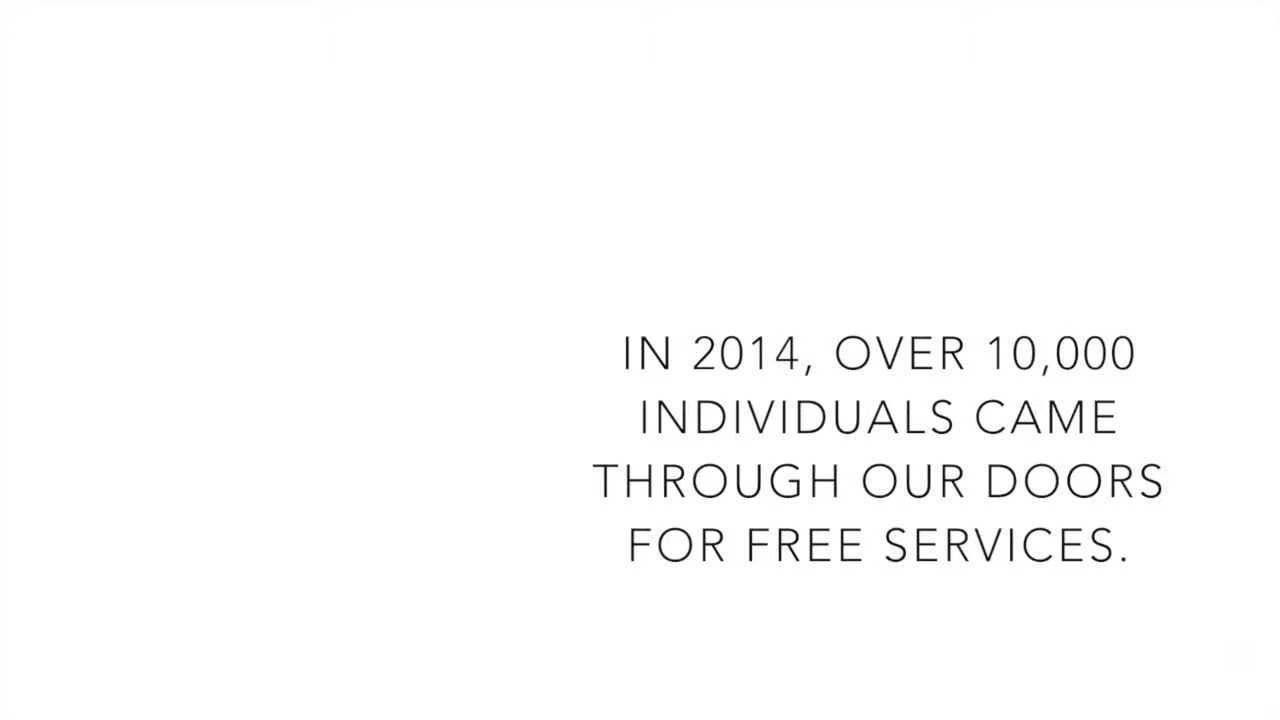 IN 2014, OVER 10,000
INDIVIDUALS CAME
THROUGH OUR DOORS
FOR FREE SERVICES.